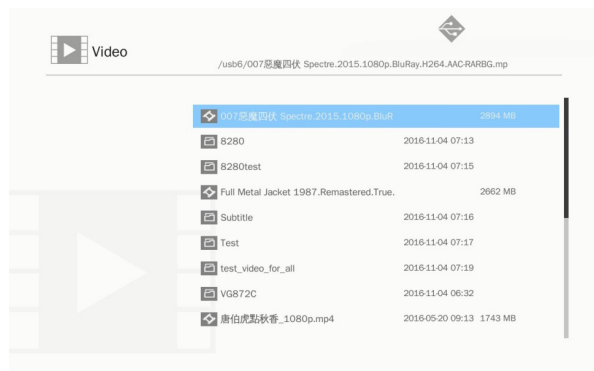 Video
/usb6/007惡魔四伏 Spectre.2015.1080p.BluRay.H264.AAC-RARBG.mp
007惡魔四伏 Spectre.2015.1080p.BluR 2894 MB
8280 2016-11-04 07:13
8280test 2016-11-04 07:15
Full Metal Jacket 1987.Remastered.True. 2662 MB
Subtitle 2016-11-04 07:16
Test 2016-11-04 07:17
test_video_for_all 2016-11-04 07:19
VG872C 2016-11-04 06:32
唐伯虎點秋香_1080p.mp4 2016-05-20 09:13 1743 MB